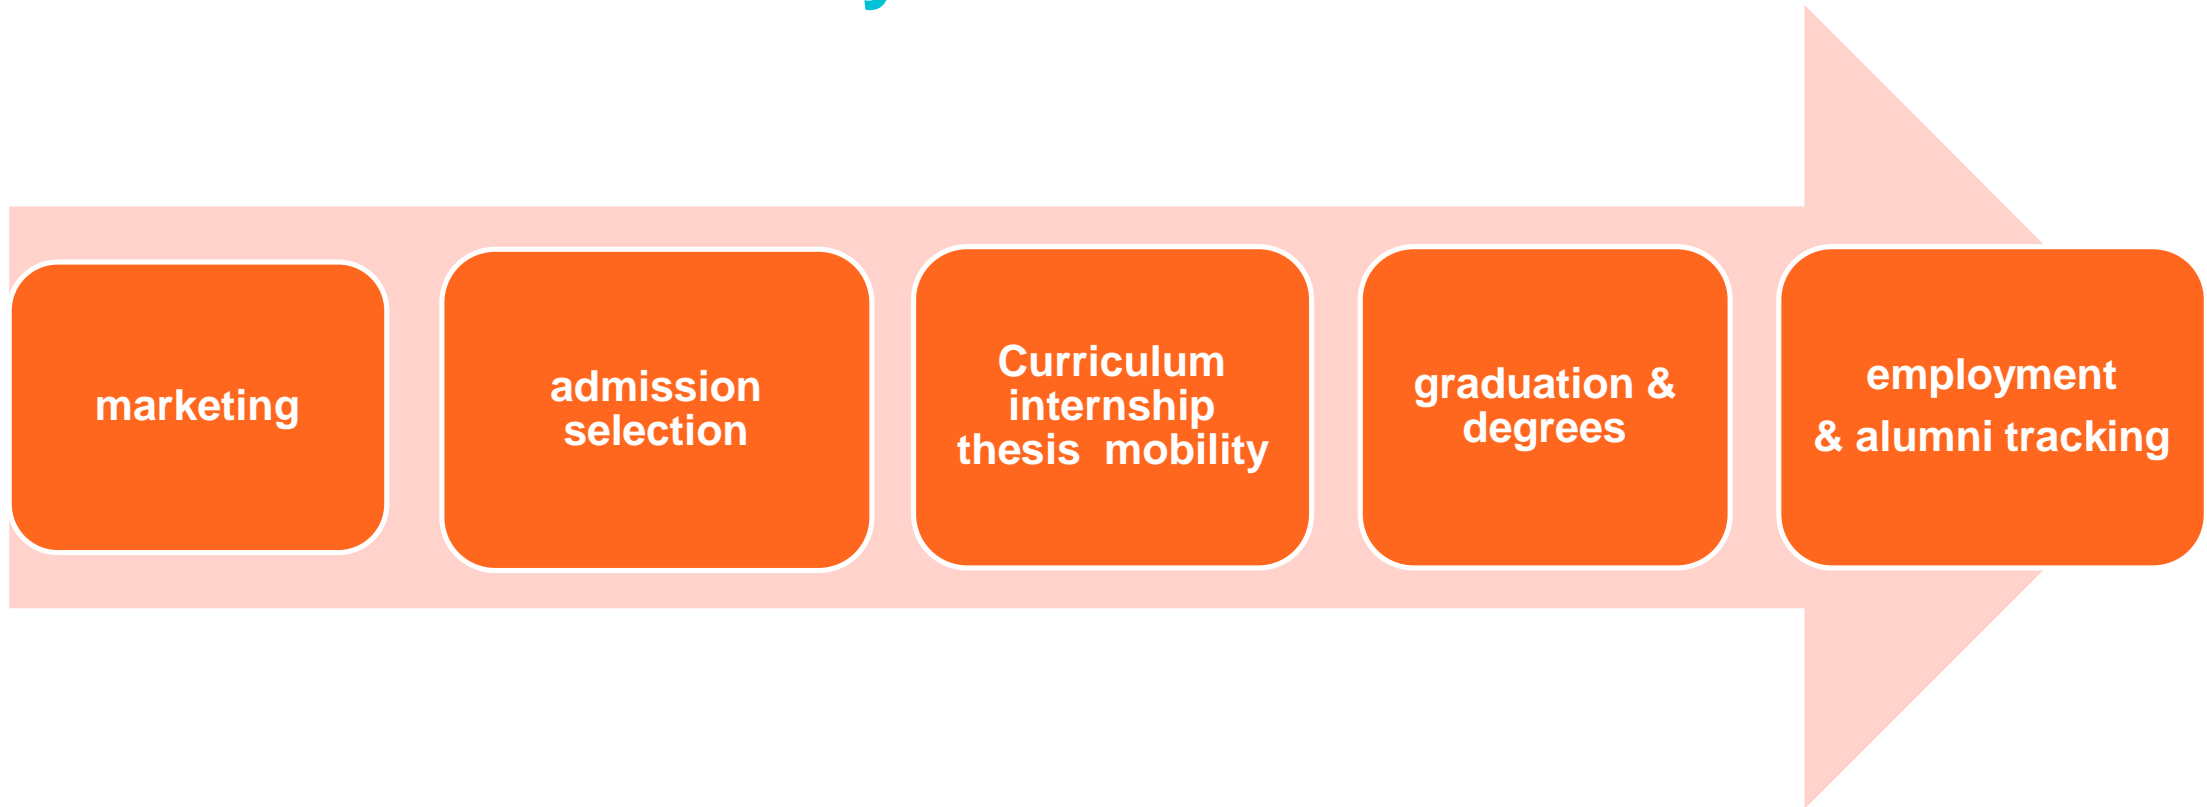 marketing
admission
selection
Curriculum
internship
thesis  mobility
graduation &
degrees
employment
& alumni tracking